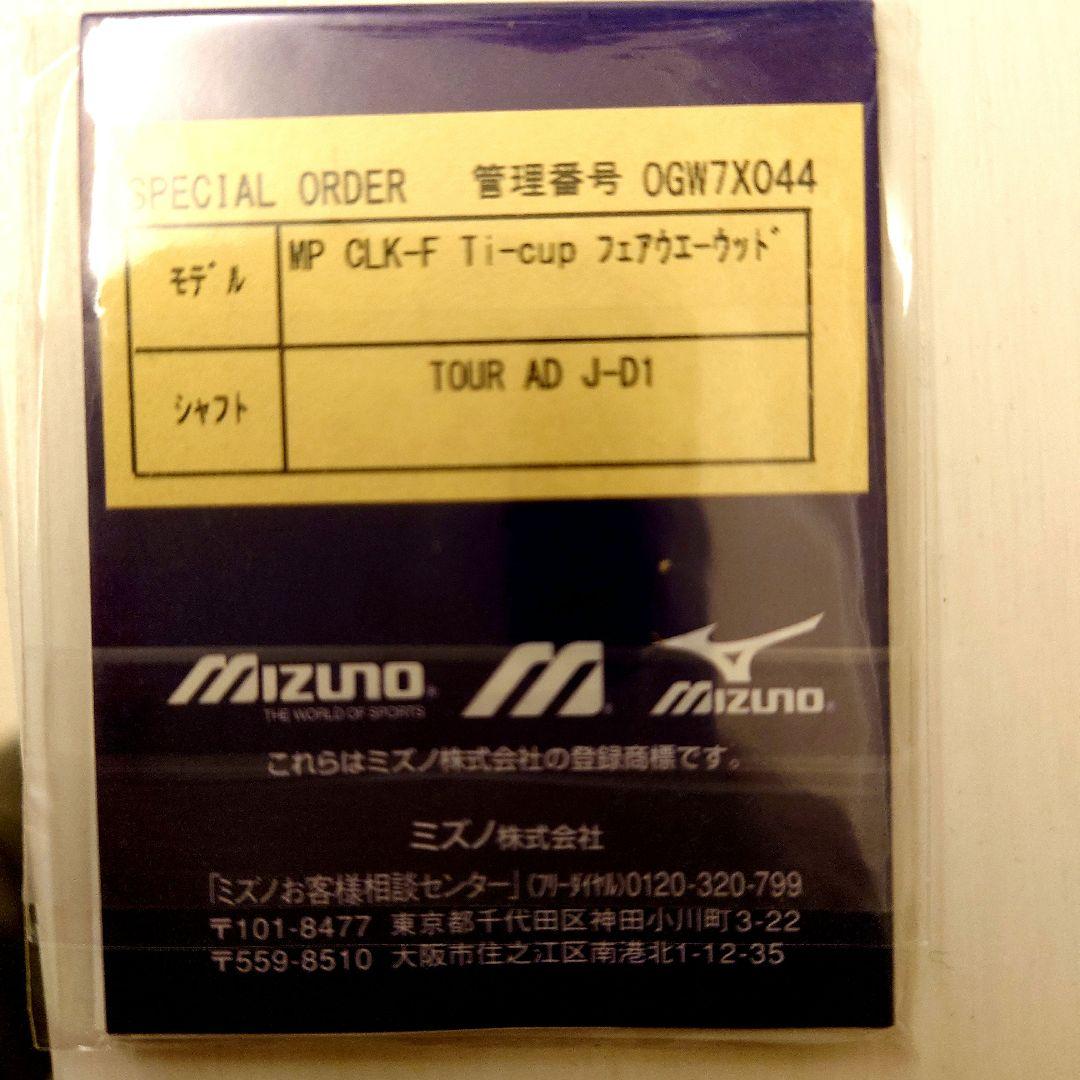 SPECIAL ORDER 管理番号 0GW7X044
モデル MP CLK-F Ti-cup フェアウエーウッド
シャフト TOUR AD J-D1
MIZUNO® M® MIZUNO®
THE WORLD OF SPORTS
これらはミズノ株式会社の登録商標です。
ミズノ株式会社
「ミズノお客様相談センター」(フリーダイヤル)0120-320-799
〒101-8477 東京都千代田区神田小川町3-22
〒559-8510 大阪市住之江区南港北1-12-35